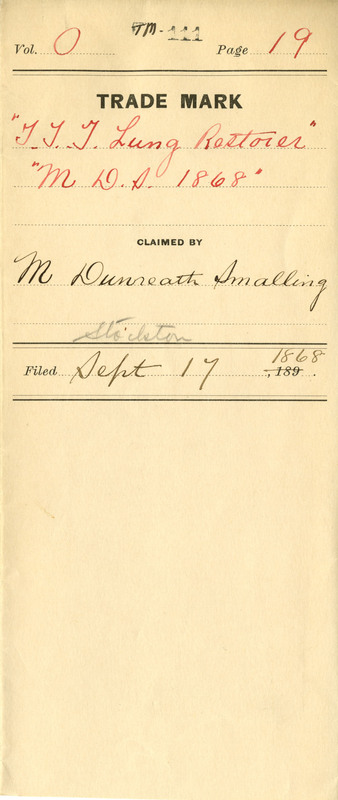 TM-111
Vol. O Page 19
TRADE MARK
"T.T.T. Lung Restorer"
"M D.S. 1868"
CLAIMED BY
M Dunreath Smalling
Stockton
Filed Sept 17 1868 , 189 .